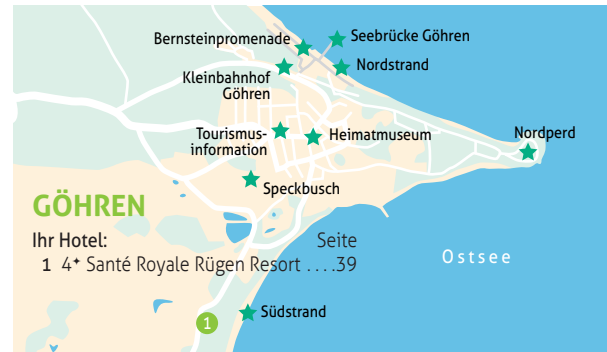 Bernsteinpromenade
Seebrücke Göhren
Kleinbahnhof
Göhren
Nordstrand
Tourismus-
information
Heimatmuseum
Nordperd
Speckbusch
GÖHREN
Ihr Hotel: Seite
1 4✦ Santé Royale Rügen Resort ....39
Ostsee
1
Südstrand